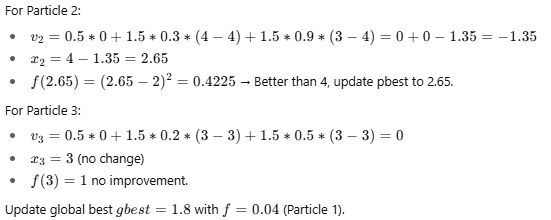 For Particle 2:
• v₂ = 0.5 ∗ 0 + 1.5 ∗ 0.3 ∗ (4 − 4) + 1.5 ∗ 0.9 ∗ (3 − 4) = 0 + 0 − 1.35 = −1.35
• x₂ = 4 − 1.35 = 2.65
• f(2.65) = (2.65 − 2)² = 0.4225 → Better than 4, update pbest to 2.65.
For Particle 3:
• v₃ = 0.5 ∗ 0 + 1.5 ∗ 0.2 ∗ (3 − 3) + 1.5 ∗ 0.5 ∗ (3 − 3) = 0
• x₃ = 3 (no change)
• f(3) = 1 no improvement.
Update global best gbest = 1.8 with f = 0.04 (Particle 1).